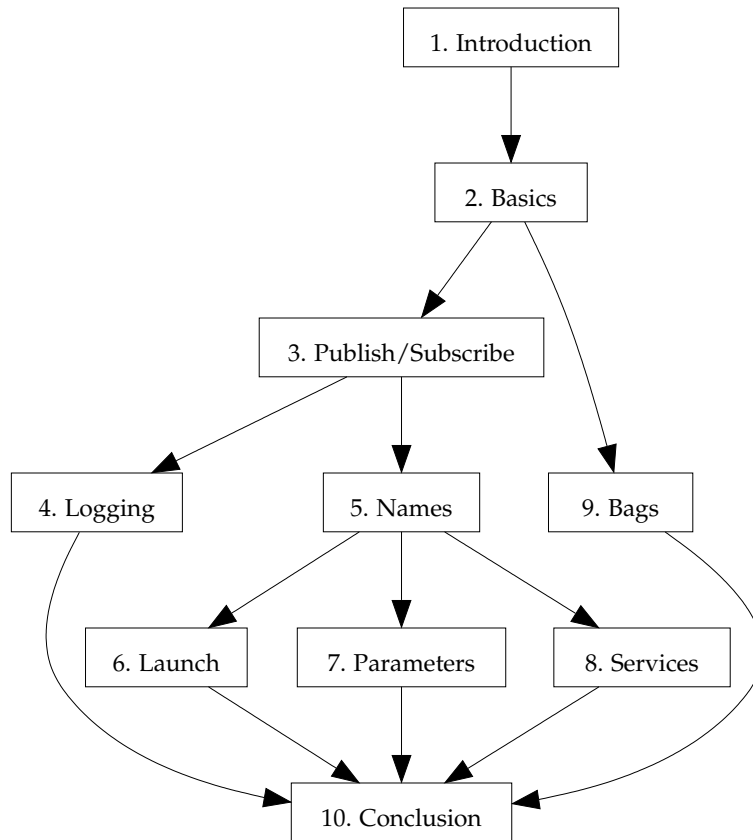 1. Introduction
2. Basics
3. Publish/Subscribe
4. Logging
5. Names
9. Bags
6. Launch
7. Parameters
8. Services
10. Conclusion